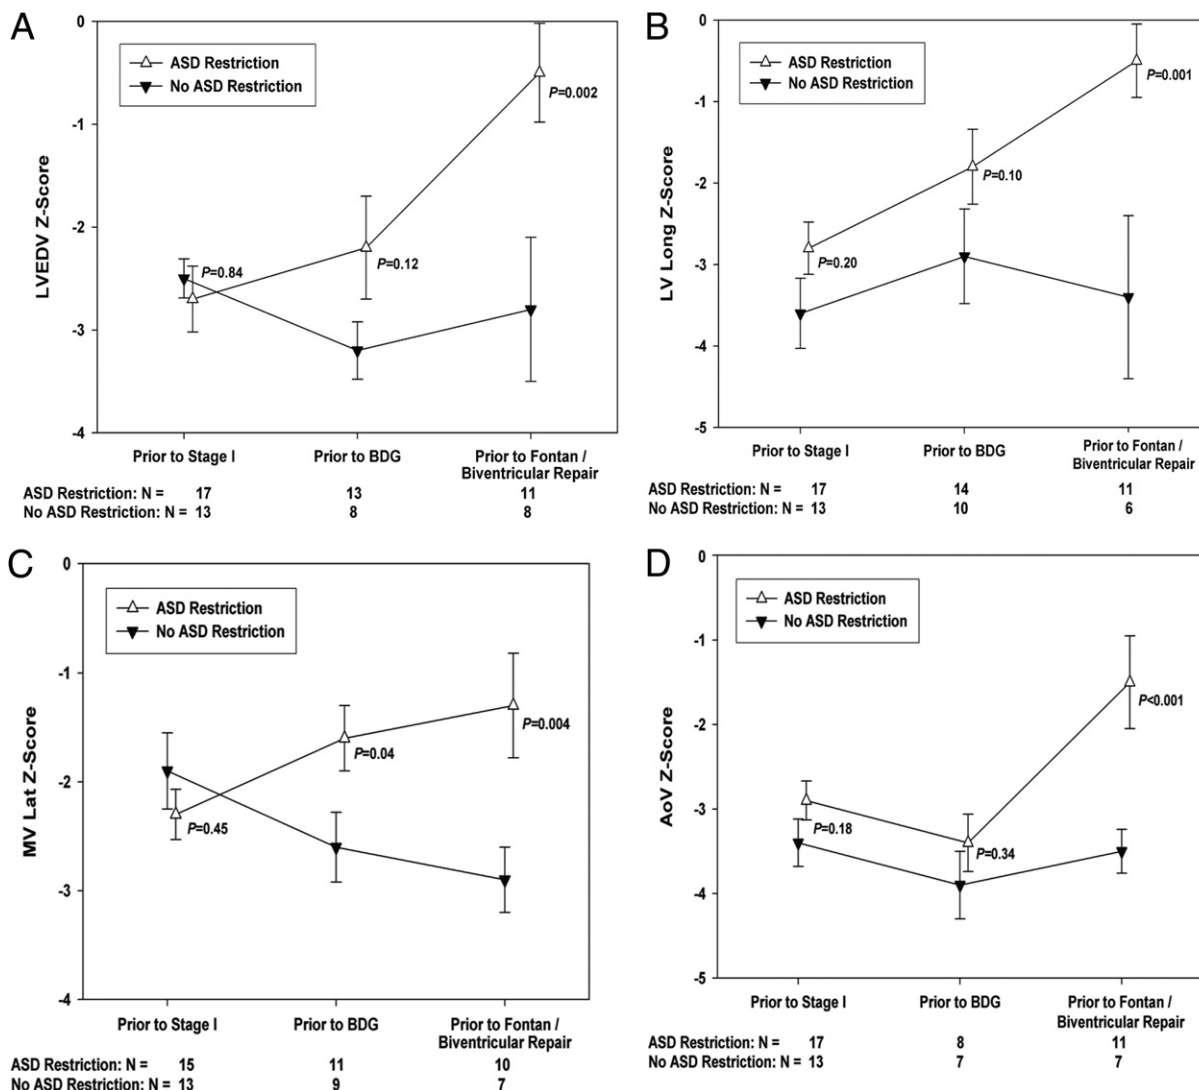 A
0
-1
-2
-3
-4
LVEDV Z-Score
ASD Restriction
No ASD Restriction
P=0.84
P=0.12
P=0.002
Prior to Stage I
Prior to BDG
Prior to Fontan /
Biventricular Repair
ASD Restriction: N = 17 13 11
No ASD Restriction: N = 13 8 8
B
0
-1
-2
-3
-4
-5
LV Long Z-Score
ASD Restriction
No ASD Restriction
P=0.20
P=0.10
P=0.001
Prior to Stage I
Prior to BDG
Prior to Fontan /
Biventricular Repair
ASD Restriction: N = 17 14 11
No ASD Restriction: N = 13 10 6
C
0
-1
-2
-3
-4
MV Lat Z-Score
ASD Restriction
No ASD Restriction
P=0.45
P=0.04
P=0.004
Prior to Stage I
Prior to BDG
Prior to Fontan /
Biventricular Repair
ASD Restriction: N = 15 11 10
No ASD Restriction: N = 13 9 7
D
0
-1
-2
-3
-4
-5
AoV Z-Score
ASD Restriction
No ASD Restriction
P=0.18
P=0.34
P<0.001
Prior to Stage I
Prior to BDG
Prior to Fontan /
Biventricular Repair
ASD Restriction: N = 17 8 11
No ASD Restriction: N = 13 7 7